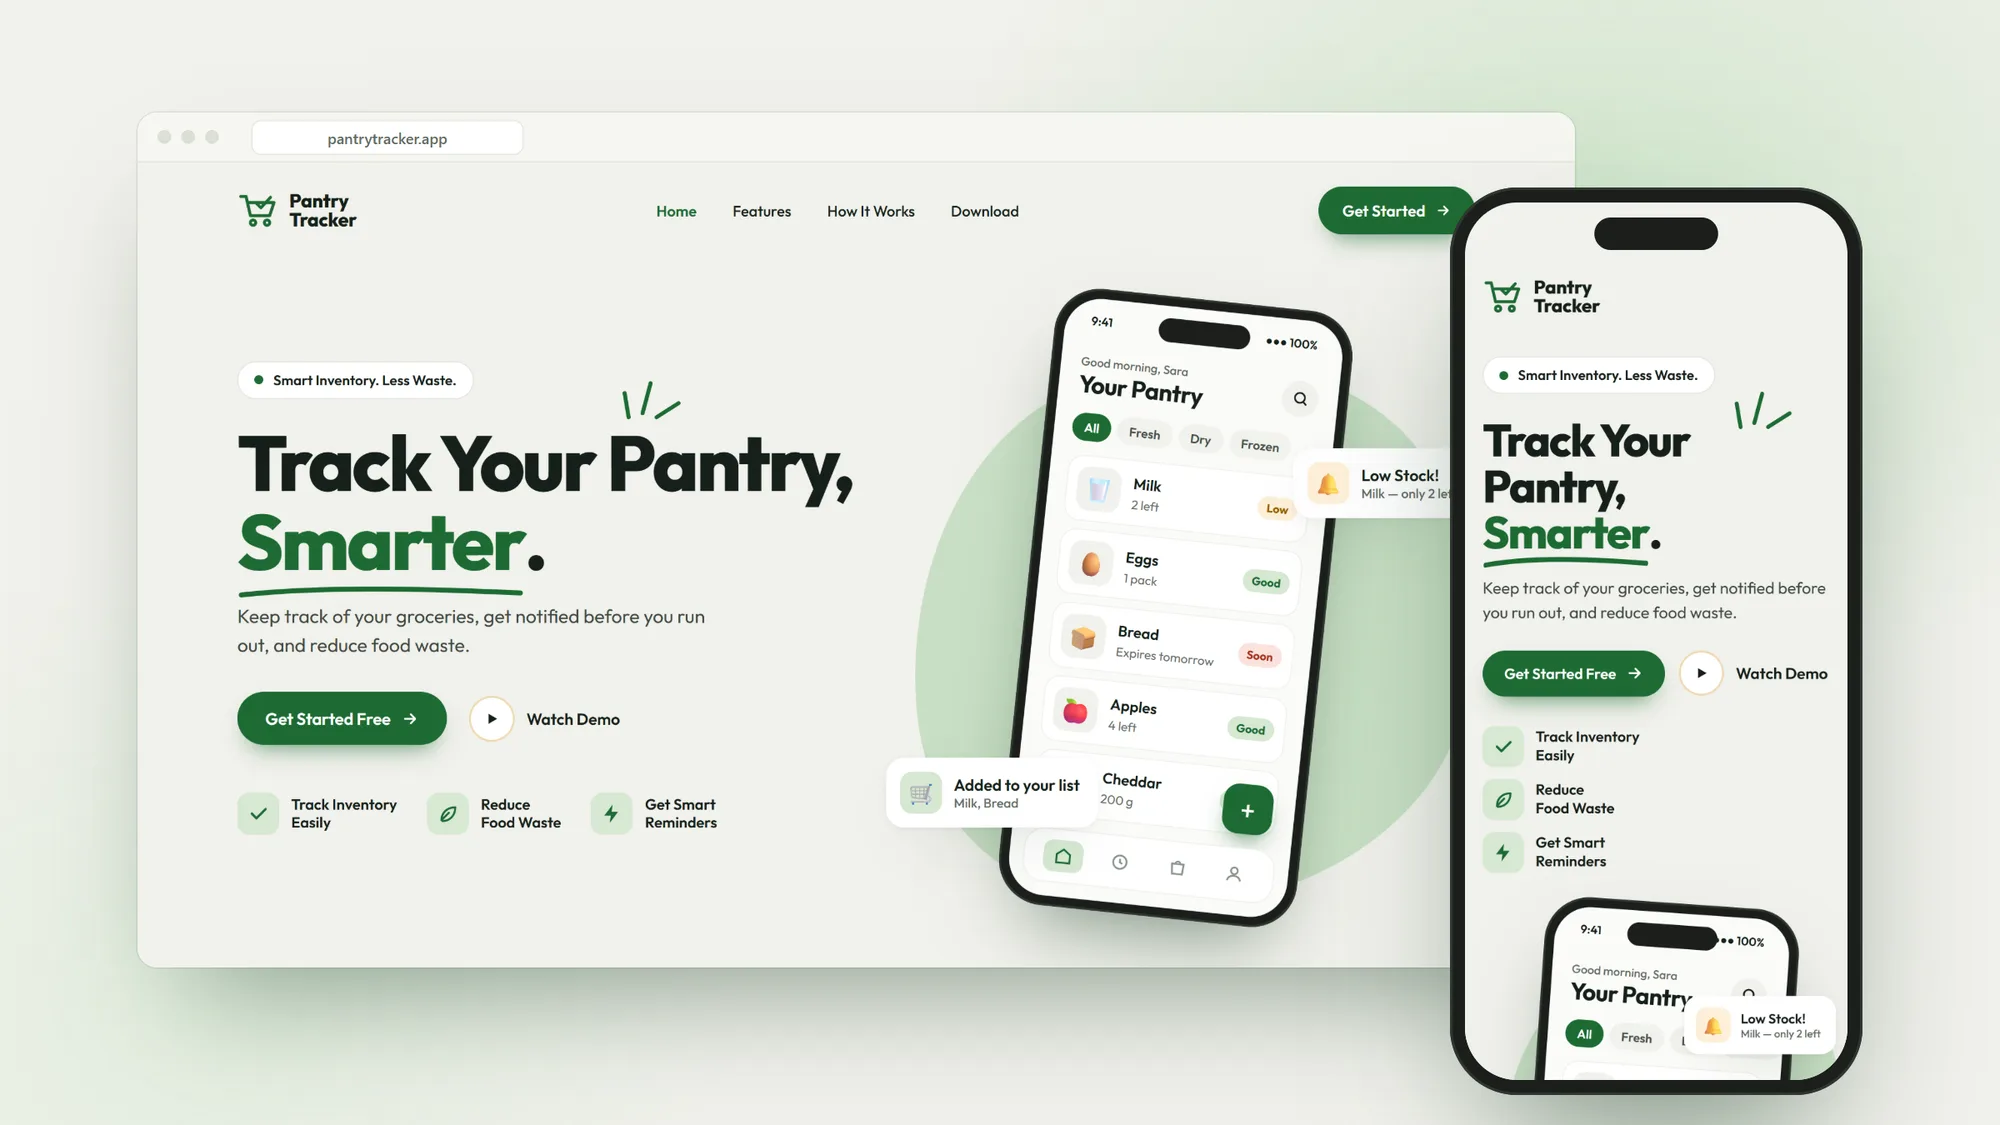 pantrytracker.app
Pantry
Tracker
Home
Features
How It Works
Download
Get Started
Smart Inventory. Less Waste.
Track Your Pantry,
Smarter.
Keep track of your groceries, get notified before you run
out, and reduce food waste.
Get Started Free
Watch Demo
Track Inventory
Easily
Reduce
Food Waste
Get Smart
Reminders
9:41
100%
Good morning, Sara
Your Pantry
All
Fresh
Dry
Frozen
Milk
2 left
Low
Low Stock!
Milk — only 2
Eggs
1 pack
Good
Bread
Expires tomorrow
Soon
Apples
4 left
Good
Cheddar
200 g
Added to your list
Milk, Bread
Pantry
Tracker
Smart Inventory. Less Waste.
Track Your
Pantry,
Smarter.
Keep track of your groceries, get notified before
you run out, and reduce food waste.
Get Started Free
Watch Demo
Track Inventory
Easily
Reduce
Food Waste
Get Smart
Reminders
9:41
100%
Good morning, Sara
Your Pantry
All
Fresh
Low Stock!
Milk — only 2 left